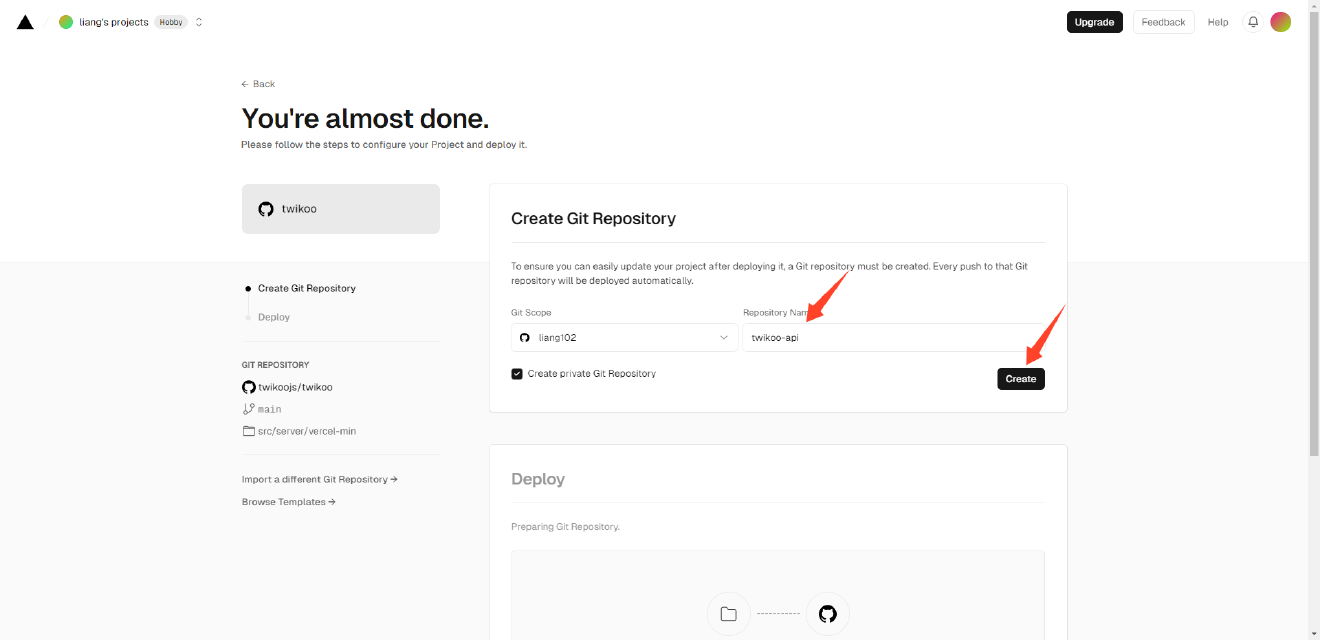 liang's projects Hobby
Upgrade Feedback Help
← Back
You're almost done.
Please follow the steps to configure your Project and deploy it.
twikoo
Create Git Repository
Deploy
GIT REPOSITORY
twikoojs/twikoo
main
src/server/vercel-min
Import a different Git Repository →
Browse Templates →
Create Git Repository
To ensure you can easily update your project after deploying it, a Git repository must be created. Every push to that Git
repository will be deployed automatically.
Git Scope
liang102
Repository Nam
twikoo-api
Create private Git Repository
Create
Deploy
Preparing Git Repository.